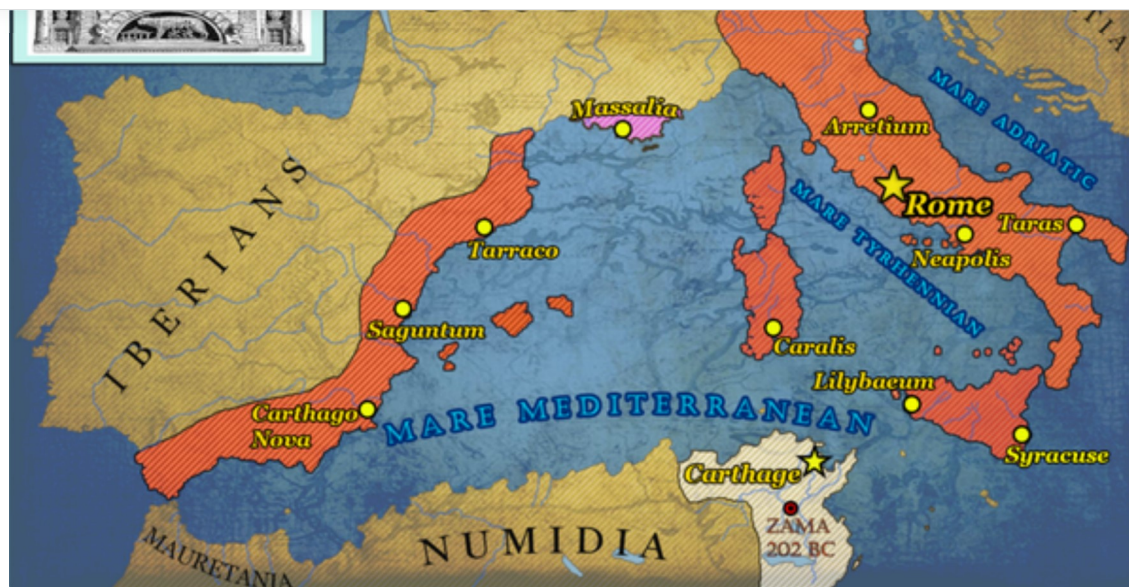 Massalia
Arretium
MARE ADRIATIC
Rome
Taras
Neapolis
MARE TYRHENNIAN
Tarraco
IBERIANS
Saguntum
Caralis
Lilybaeum
Carthago
Nova
MARE MEDITERRANEAN
Syracuse
Carthage
ZAMA
202 BC
NUMIDIA
MAURETANIA